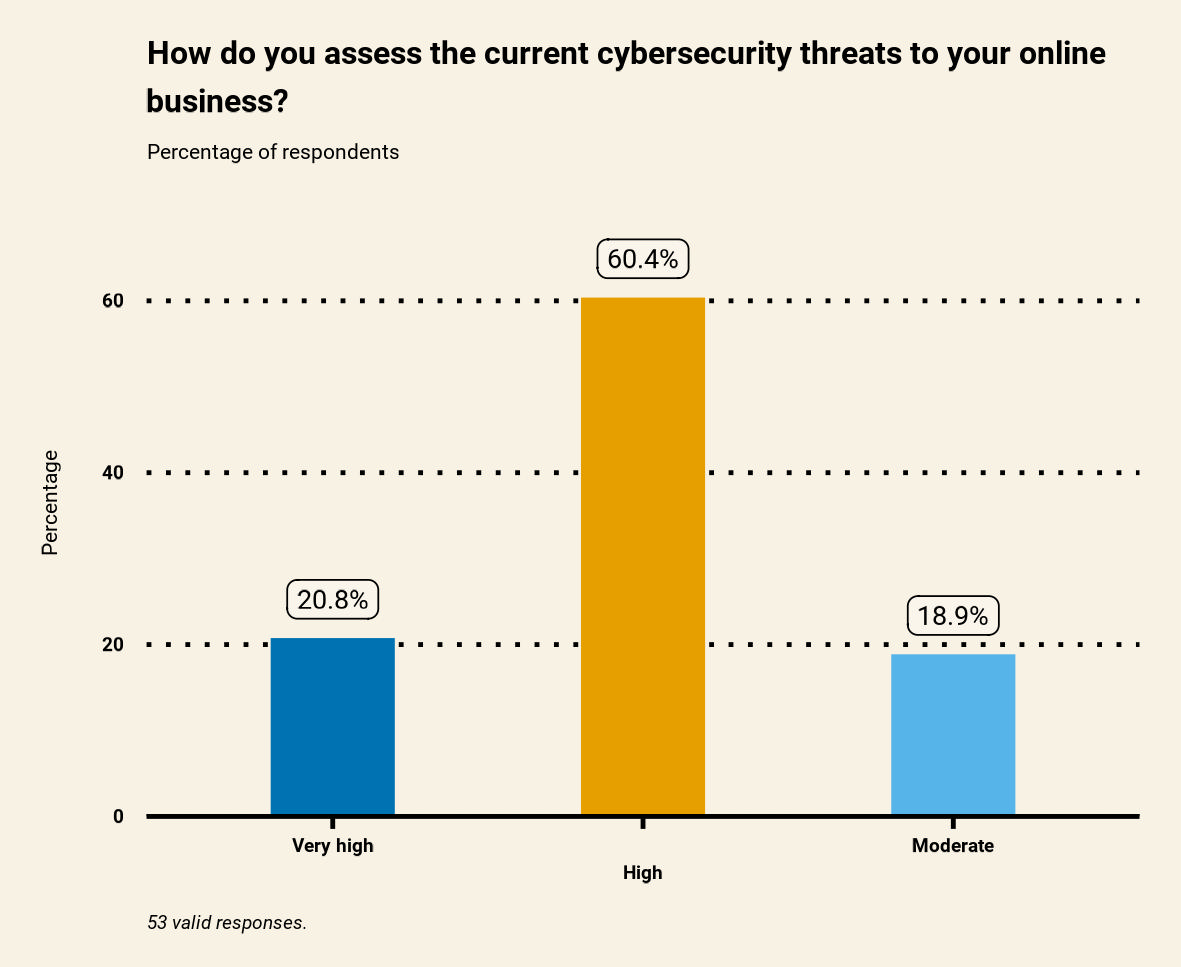 How do you assess the current cybersecurity threats to your online
business?
Percentage of respondents
Percentage
60
40
20
0
20.8%
60.4%
18.9%
Very high
High
Moderate
53 valid responses.